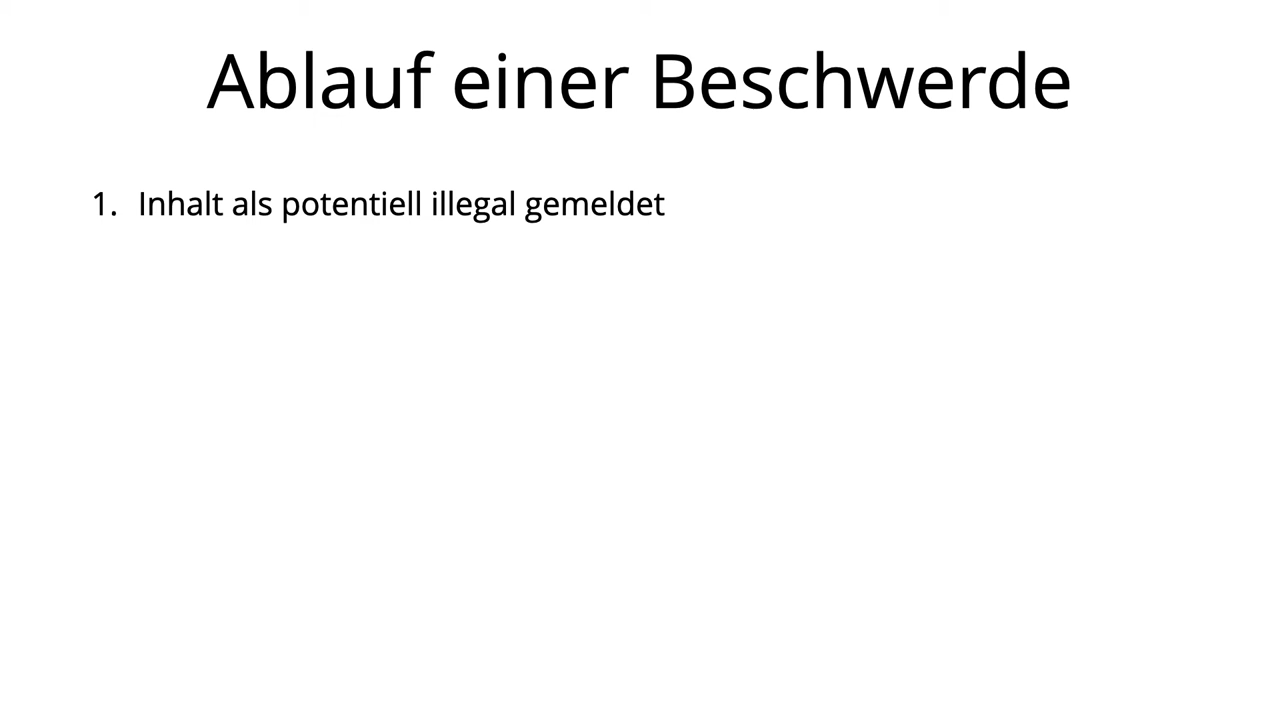 Ablauf einer Beschwerde
1. Inhalt als potentiell illegal gemeldet